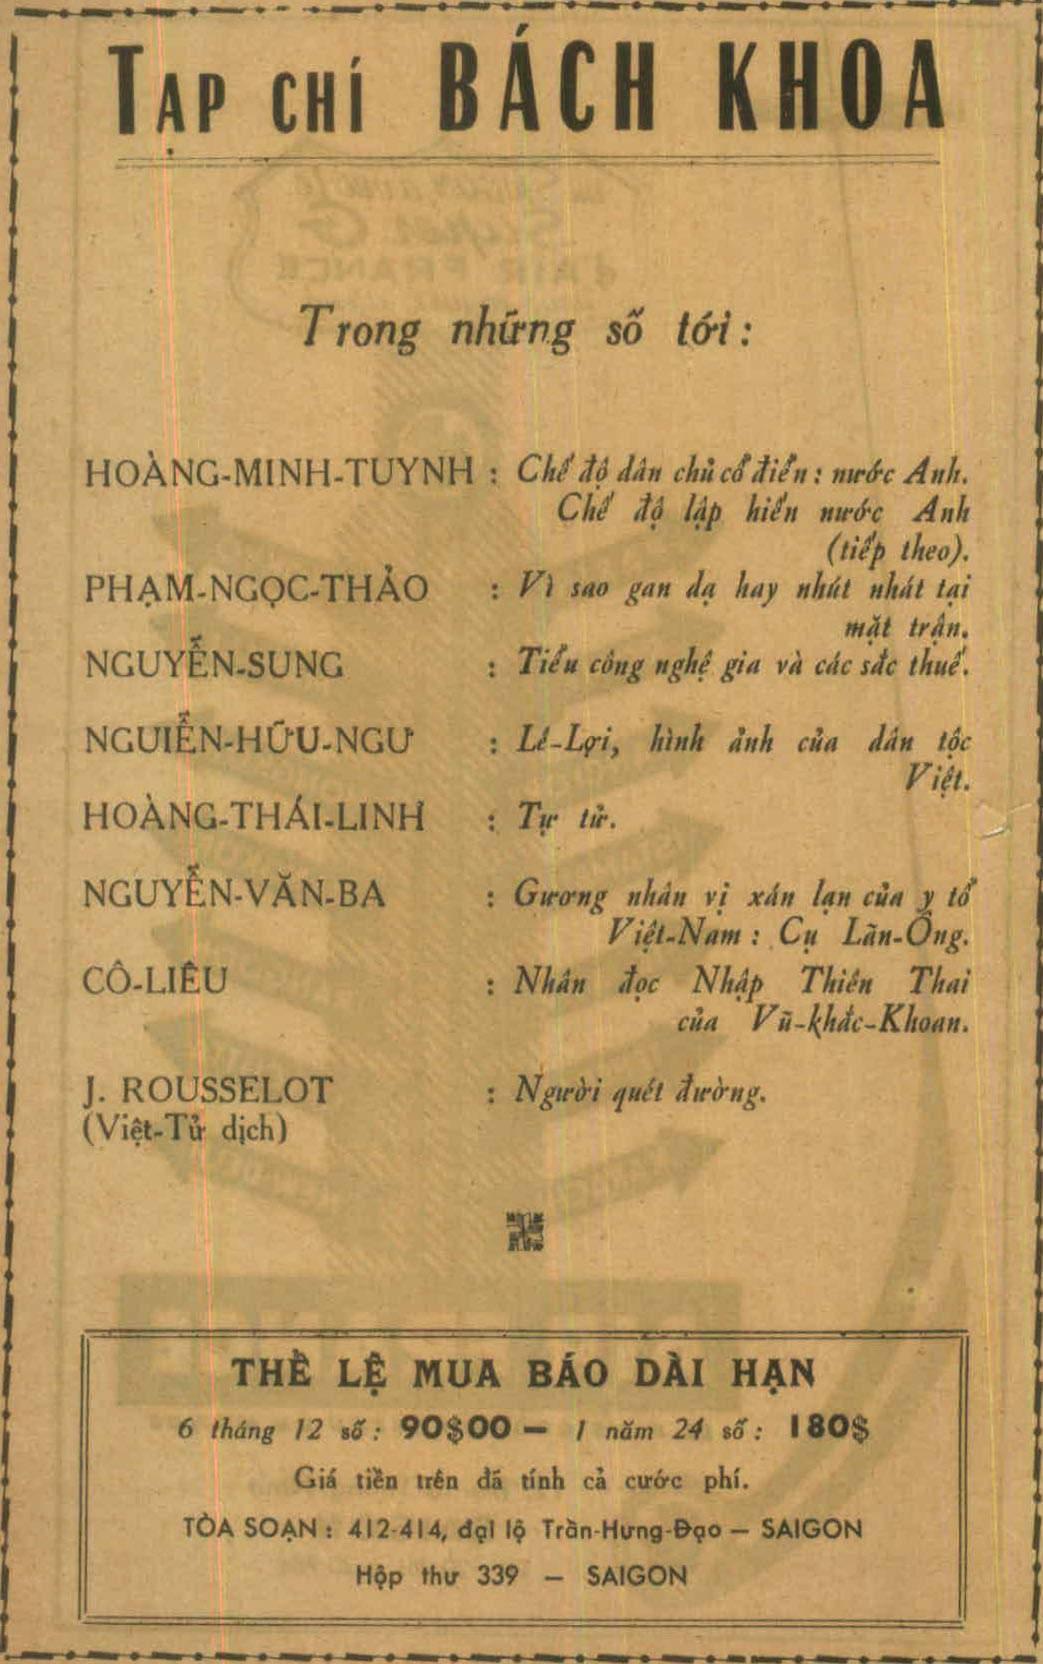 TẠP CHÍ BÁCH KHOA
Trong những số tới :
HOÀNG-MINH-TUYNH : Chế độ dân chủ cổ điển : nước Anh.
Chế độ lập hiến nước Anh
(tiếp theo).
PHẠM-NGỌC-THẢO : Vì sao gan dạ hay nhút nhát tại
mặt trận.
NGUYỄN-SUNG : Tiểu công nghệ gia và các sắc thuế.
NGUIỄN-HỮU-NGƯ : Lê-Lợi, hình ảnh của dân tộc
Việt.
HOÀNG-THÁI-LINH : Tự tử.
NGUYỄN-VĂN-BA : Gương nhân vị xán lạn của y tổ
Việt-Nam : Cụ Lãn-Ông.
CÔ-LIÊU : Nhân đọc Nhập Thiên Thai
của Vũ-khắc-Khoan.
J. ROUSSELOT : Người quét đường.
(Việt-Tử dịch)
THỂ LỆ MUA BÁO DÀI HẠN
6 tháng 12 số : 90$00 — 1 năm 24 số : 180$
Giá tiền trên đã tính cả cước phí.
TÒA SOẠN : 412-414, đại lộ Trần-Hưng-Đạo — SAIGON
Hộp thư 339 — SAIGON